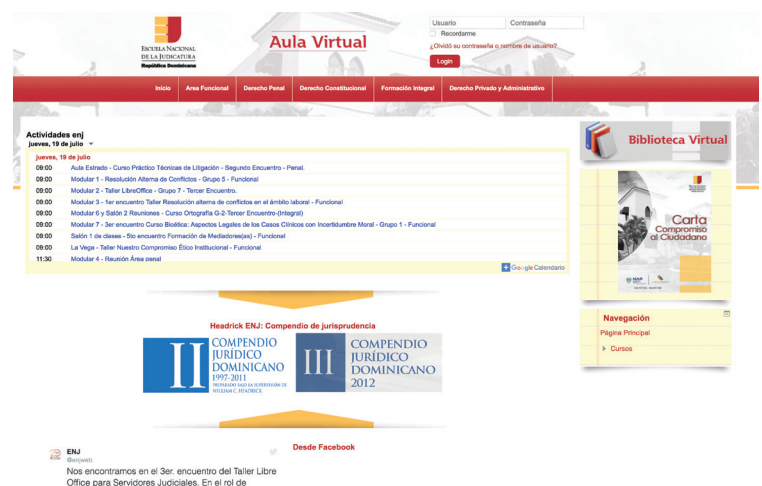 ESCUELA NACIONAL
DE LA JUDICATURA
República Dominicana
Aula Virtual
Usuario
Contraseña
Recordarme
¿Olvidó su contraseña o nombre de usuario?
Login
Inicio
Area Funcional
Derecho Penal
Derecho Constitucional
Formación Integral
Derecho Privado y Administrativo
Actividades enj
jueves, 19 de julio
jueves, 19 de julio
09:00 Aula Estrado - Curso Práctico Técnicas de Litigación - Segundo Encuentro - Penal.
09:00 Modular 1 - Resolución Alterna de Conflictos - Grupo 5 - Funcional
09:00 Modular 2 - Taller LibreOffice - Grupo 7 - Tercer Encuentro.
09:00 Modular 3 - 1er encuentro Taller Resolución alterna de conflictos en el ámbito laboral - Funcional
09:00 Modular 6 y Salón 2 Reuniones - Curso Ortografía G-2-Tercer Encuentro-(Integral)
09:00 Modular 7 - 3er encuentro Curso Bioética: Aspectos Legales de los Casos Clínicos con Incertidumbre Moral - Grupo 1 - Funcional
09:00 Salón 1 de clases - 5to encuentro Formación de Mediadores(as) - Funcional
09:00 La Vega - Taller Nuestro Compromiso Ético Institucional - Funcional
11:30 Modular 4 - Reunión Área penal
Google Calendario
Biblioteca Virtual
Carta
Compromiso
al Ciudadano
Navegación
Página Principal
Cursos
Headrick ENJ: Compendio de jurisprudencia
II
COMPENDIO
JURÍDICO
DOMINICANO
1997-2011
PREPARADO BAJO LA SUPERVISIÓN DE
WILLIAM C. HEADRICK
III
COMPENDIO
JURÍDICO
DOMINICANO
2012
ENJ
@enjweb
Nos encontramos en el 3er. encuentro del Taller Libre
Office para Servidores Judiciales. En el rol de
Desde Facebook